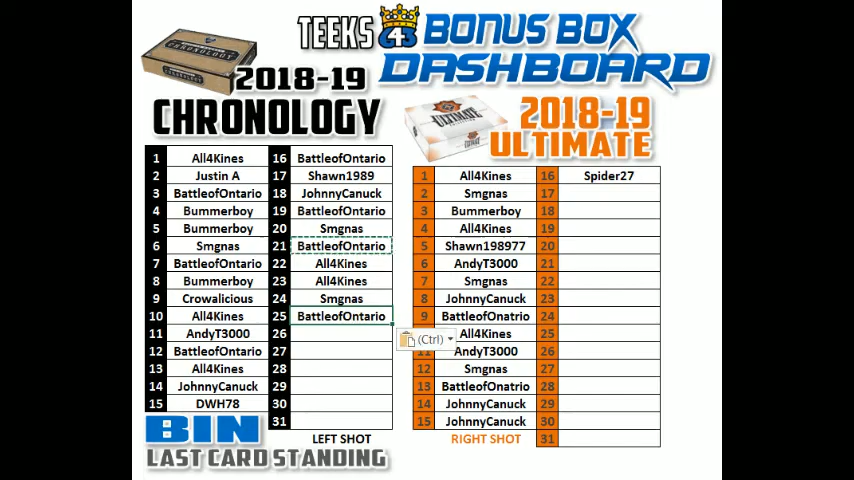 TEEKS 43 BONUS BOX
DASHBOARD
2018-19
CHRONOLOGY
2018-19
ULTIMATE
1 All4Kines 16 BattleofOntario
2 Justin A 17 Shawn1989
3 BattleofOntario 18 JohnnyCanuck
4 Bummerboy 19 BattleofOntario
5 Bummerboy 20 Smgnas
6 Smgnas 21 BattleofOntario
7 BattleofOntario 22 All4Kines
8 Bummerboy 23 All4Kines
9 Crowalicious 24 Smgnas
10 All4Kines 25 BattleofOntario
11 AndyT3000 26
12 BattleofOntario 27
13 All4Kines 28
14 JohnnyCanuck 29
15 DWH78 30
31
LEFT SHOT
1 All4Kines 16 Spider27
2 Smgnas 17
3 Bummerboy 18
4 All4Kines 19
5 Shawn198977 20
6 AndyT3000 21
7 Smgnas 22
8 JohnnyCanuck 23
9 BattleofOnatrio 24
All4Kines 25
11 AndyT3000 26
12 Smgnas 27
13 BattleofOnatrio 28
14 JohnnyCanuck 29
15 JohnnyCanuck 30
RIGHT SHOT 31
(Ctrl)
BIN
LAST CARD STANDING